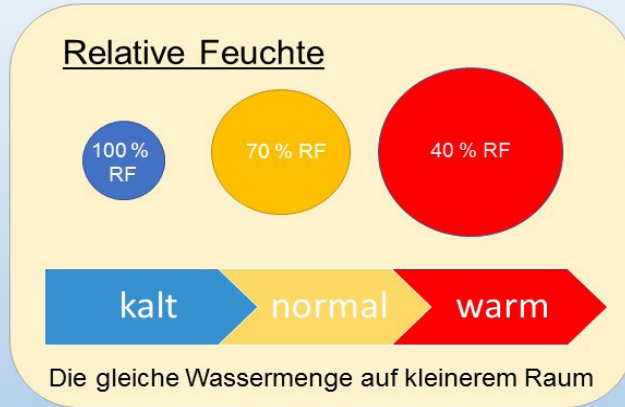 Relative Feuchte
100 %
RF
70 % RF
40 % RF
kalt
normal
warm
Die gleiche Wassermenge auf kleinerem Raum